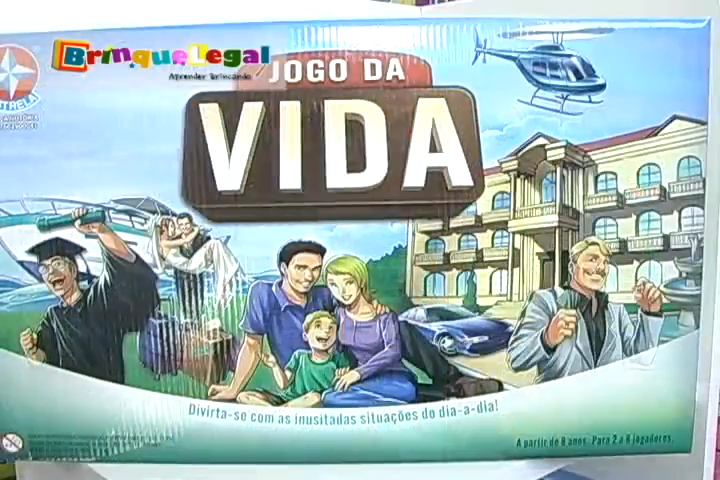 BrinqueLegal
Aprender Brincando
JOGO DA
VIDA
Divirta-se com as inusitadas situações do dia-a-dia!
A partir de 8 anos. Para 2 a 8 jogadores.